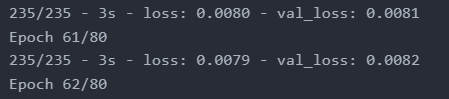 235/235 - 3s - loss: 0.0080 - val_loss: 0.0081
Epoch 61/80
235/235 - 3s - loss: 0.0079 - val_loss: 0.0082
Epoch 62/80